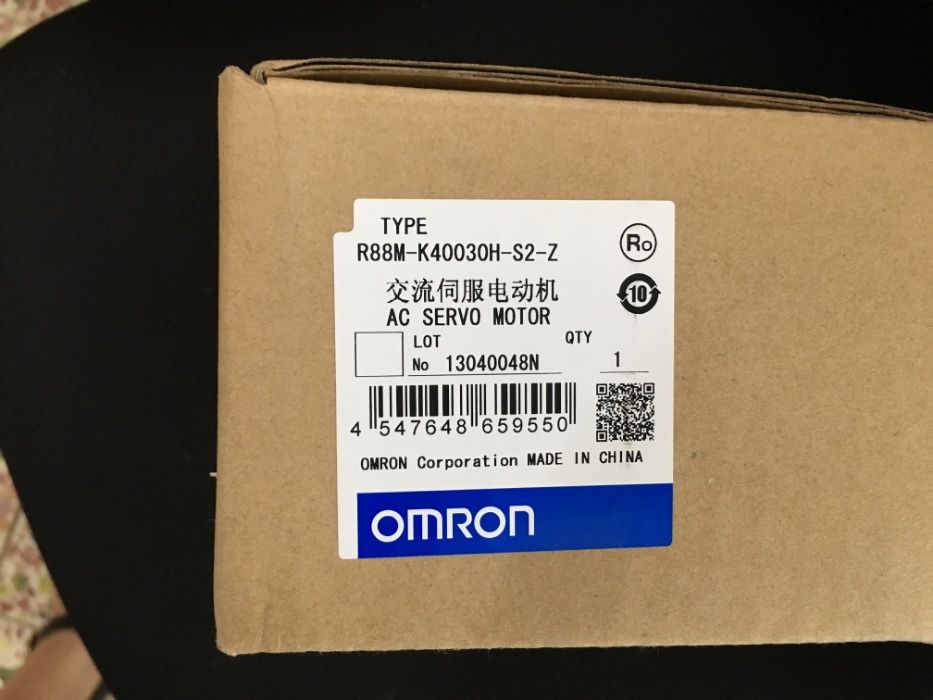 TYPE
R88M-K40030H-S2-Z
Ro
交流伺服电动机
10
AC SERVO MOTOR
LOT QTY
No 13040048N 1
4 547648 659550
OMRON Corporation MADE IN CHINA
OMRON